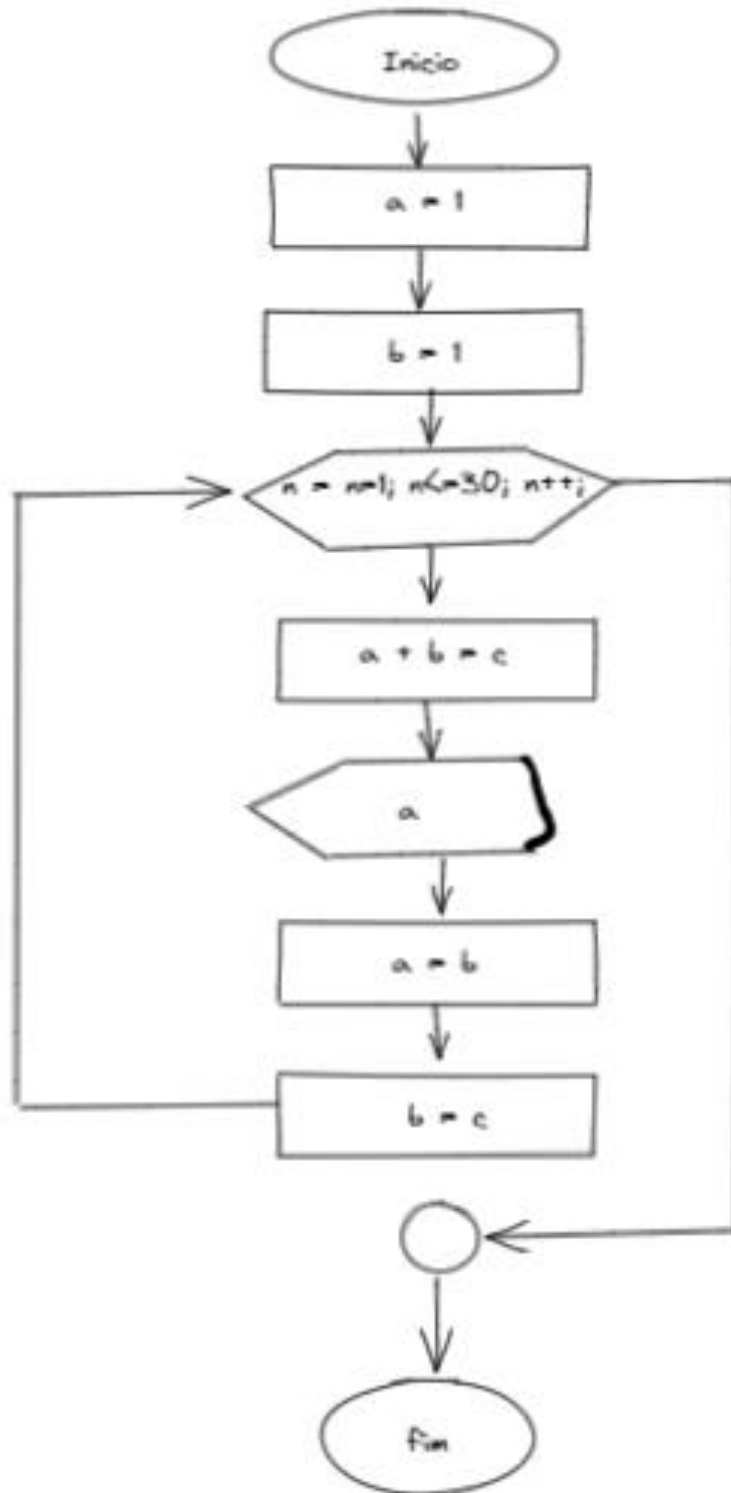 Inicio
a = 1
b = 1
n = n=1; n<=30; n++;
a + b = c
a
a = b
b = c
fim